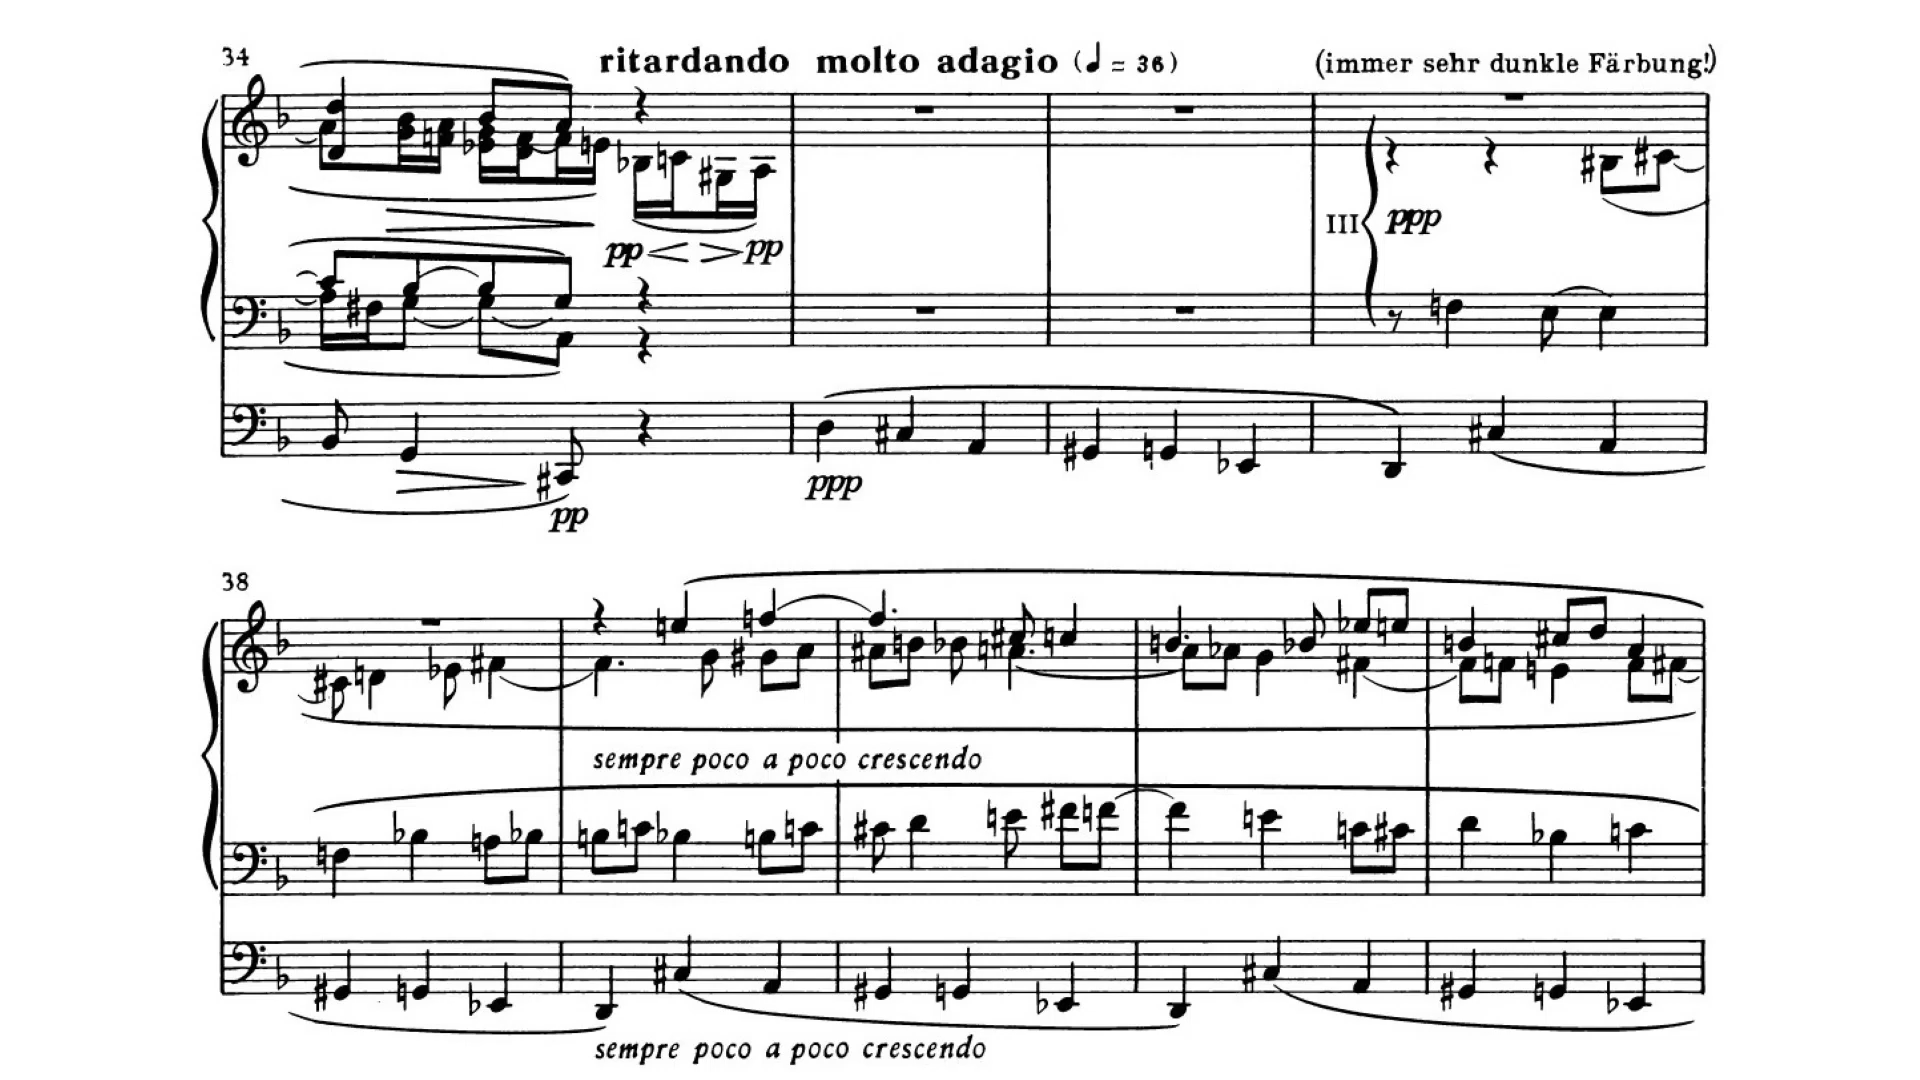 34 ritardando molto adagio (♩ = 36) (immer sehr dunkle Färbung!)
pp pp
III ppp
ppp
pp
38
sempre poco a poco crescendo
sempre poco a poco crescendo